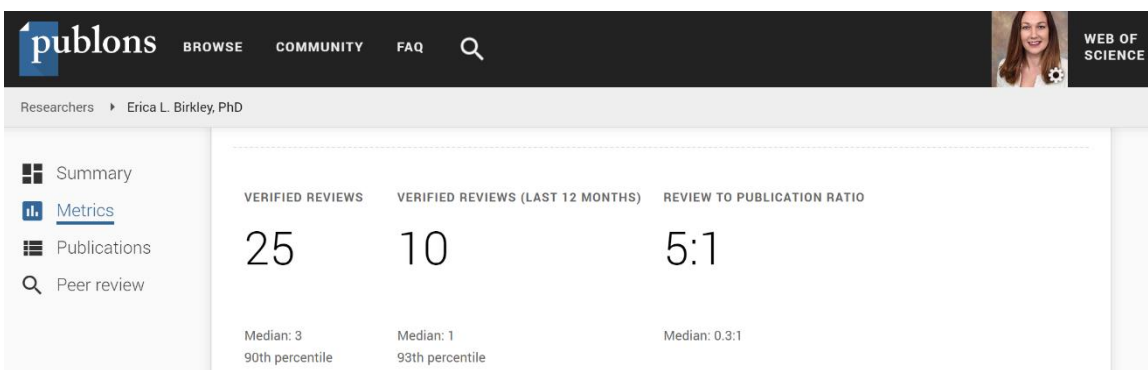 publons BROWSE COMMUNITY FAQ WEB OF
SCIENCE
Researchers Erica L. Birkley, PhD
Summary
Metrics
Publications
Peer review
VERIFIED REVIEWS VERIFIED REVIEWS (LAST 12 MONTHS) REVIEW TO PUBLICATION RATIO
25 10 5:1
Median: 3 Median: 1 Median: 0.3:1
90th percentile 93th percentile